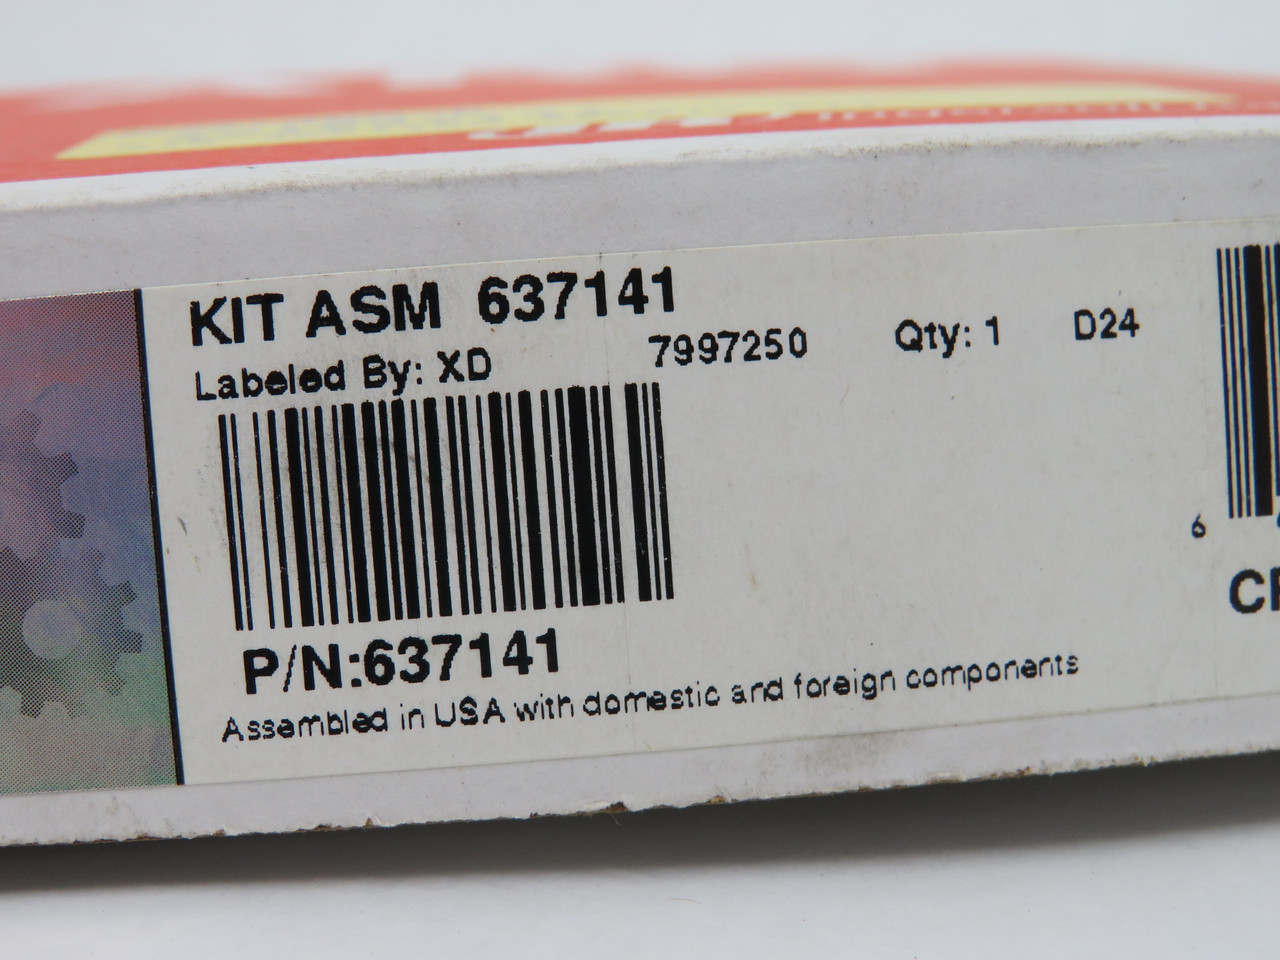 KIT ASM 637141
Labeled By: XD 7997250 Qty: 1 D24
P/N:637141
Assembled in USA with domestic and foreign components
6